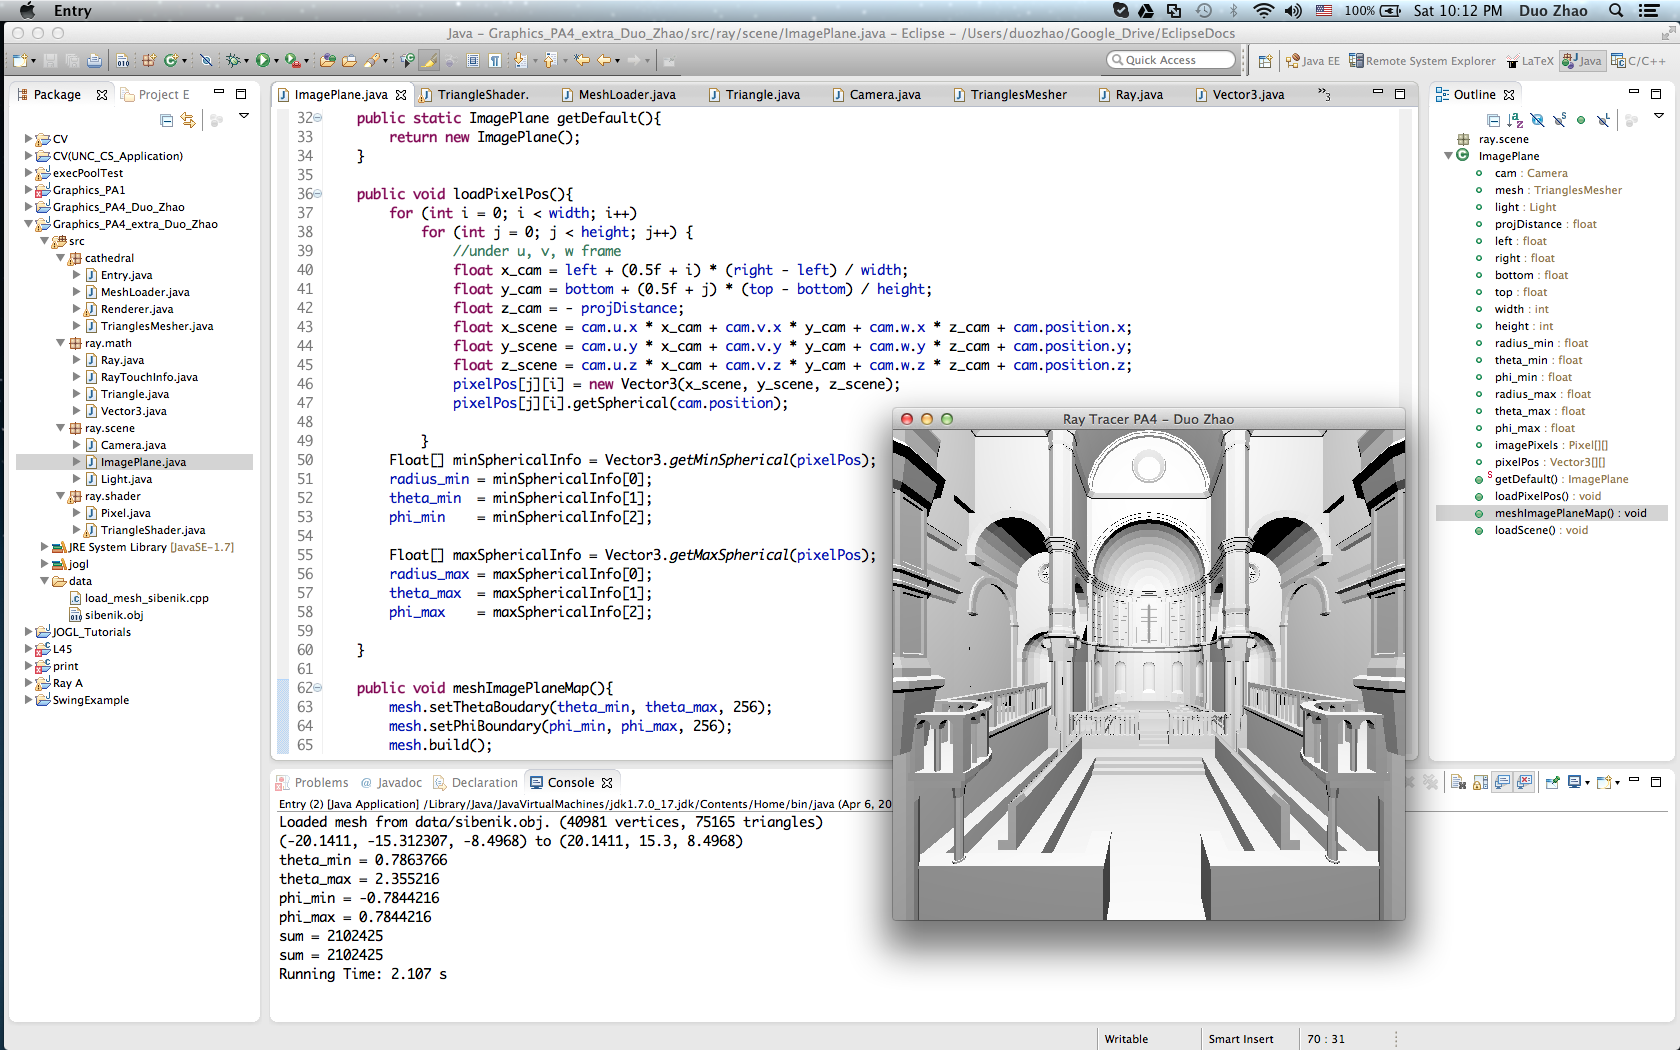 Entry
100%
Sat 10:12 PM
Duo Zhao
Java - Graphics_PA4_extra_Duo_Zhao/src/ray/scene/ImagePlane.java - Eclipse - /Users/duozhao/Google_Drive/EclipseDocs
Quick Access
Java EE
Remote System Explorer
LaTeX
Java
C/C++
Package
Project E
CV
CV(UNC_CS_Application)
execPoolTest
Graphics_PA1
Graphics_PA4_Duo_Zhao
Graphics_PA4_extra_Duo_Zhao
src
cathedral
Entry.java
MeshLoader.java
Renderer.java
TrianglesMesher.java
ray.math
Ray.java
RayTouchInfo.java
Triangle.java
Vector3.java
ray.scene
Camera.java
ImagePlane.java
Light.java
ray.shader
Pixel.java
TriangleShader.java
JRE System Library [JavaSE-1.7]
jogl
data
load_mesh_sibenik.cpp
sibenik.obj
JOGL_Tutorials
L45
print
Ray A
SwingExample
ImagePlane.java
TriangleShader.
MeshLoader.java
Triangle.java
Camera.java
TrianglesMesher
Ray.java
Vector3.java
»3
32 public static ImagePlane getDefault(){
33 return new ImagePlane();
34 }
35
36 public void loadPixelPos(){
37 for (int i = 0; i < width; i++)
38 for (int j = 0; j < height; j++) {
39 //under u, v, w frame
40 float x_cam = left + (0.5f + i) * (right - left) / width;
41 float y_cam = bottom + (0.5f + j) * (top - bottom) / height;
42 float z_cam = - projDistance;
43 float x_scene = cam.u.x * x_cam + cam.v.x * y_cam + cam.w.x * z_cam + cam.position.x;
44 float y_scene = cam.u.y * x_cam + cam.v.y * y_cam + cam.w.y * z_cam + cam.position.y;
45 float z_scene = cam.u.z * x_cam + cam.v.z * y_cam + cam.w.z * z_cam + cam.position.z;
46 pixelPos[j][i] = new Vector3(x_scene, y_scene, z_scene);
47 pixelPos[j][i].getSpherical(cam.position);
48
49 }
50 Float[] minSphericalInfo = Vector3.getMinSpherical(pixelPos);
51 radius_min = minSphericalInfo[0];
52 theta_min = minSphericalInfo[1];
53 phi_min = minSphericalInfo[2];
54
55 Float[] maxSphericalInfo = Vector3.getMaxSpherical(pixelPos);
56 radius_max = maxSphericalInfo[0];
57 theta_max = maxSphericalInfo[1];
58 phi_max = maxSphericalInfo[2];
59
60 }
61
62 public void meshImagePlaneMap(){
63 mesh.setThetaBoudary(theta_min, theta_max, 256);
64 mesh.setPhiBoundary(phi_min, phi_max, 256);
65 mesh.build();
Ray Tracer PA4 - Duo Zhao
Outline
ray.scene
ImagePlane
cam : Camera
mesh : TrianglesMesher
light : Light
projDistance : float
left : float
right : float
bottom : float
top : float
width : int
height : int
radius_min : float
theta_min : float
phi_min : float
radius_max : float
theta_max : float
phi_max : float
imagePixels : Pixel[][]
pixelPos : Vector3[][]
getDefault() : ImagePlane
loadPixelPos() : void
meshImagePlaneMap() : void
loadScene() : void
Problems
Javadoc
Declaration
Console
Entry (2) [Java Application] /Library/Java/JavaVirtualMachines/jdk1.7.0_17.jdk/Contents/Home/bin/java (Apr 6, 20
Loaded mesh from data/sibenik.obj. (40981 vertices, 75165 triangles)
(-20.1411, -15.312307, -8.4968) to (20.1411, 15.3, 8.4968)
theta_min = 0.7863766
theta_max = 2.355216
phi_min = -0.7844216
phi_max = 0.7844216
sum = 2102425
sum = 2102425
Running Time: 2.107 s
Writable
Smart Insert
70 : 31